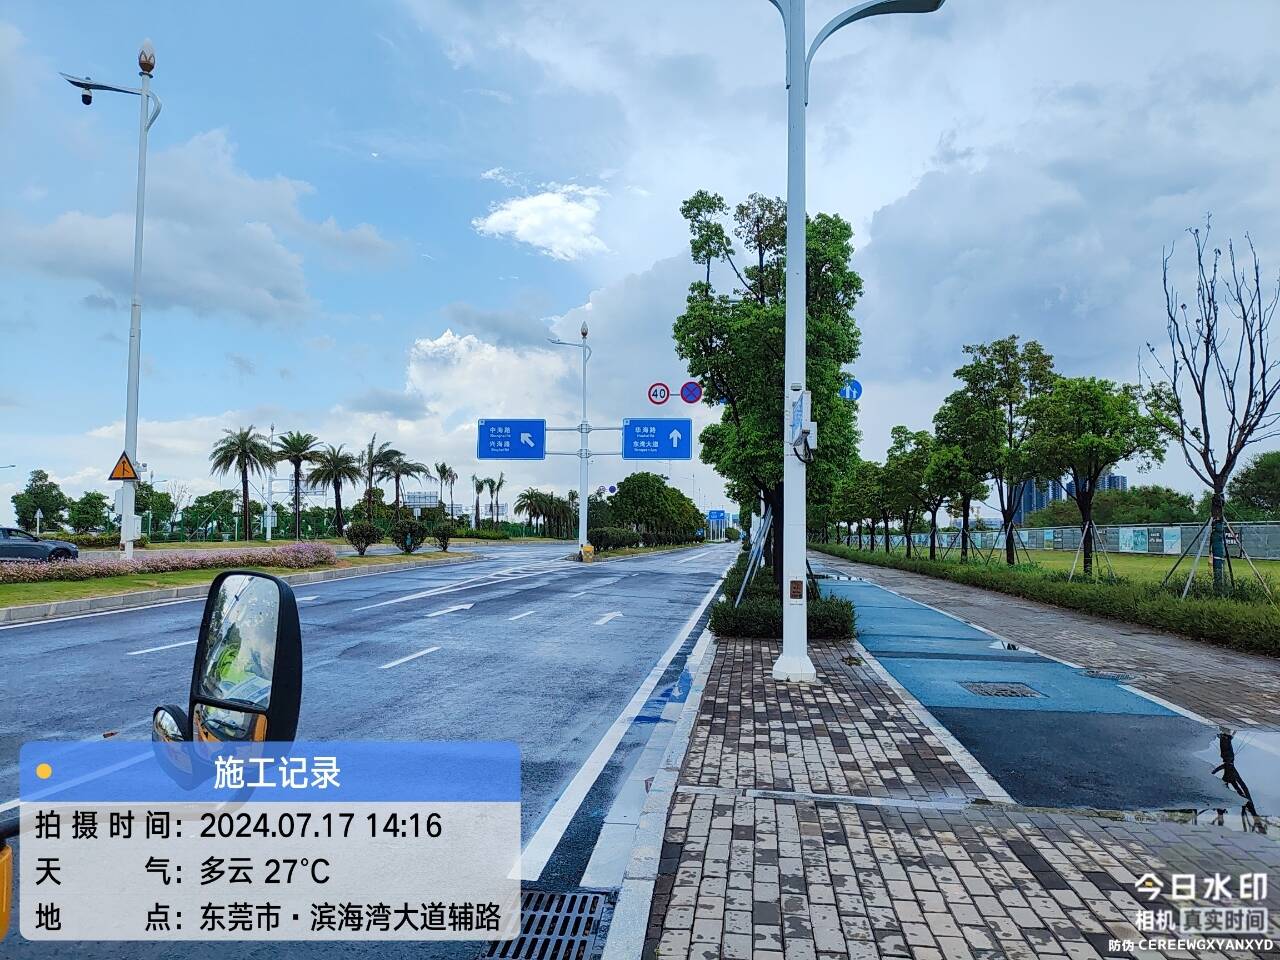 40
中海路
兴海路
华海路
东湾大道
施工记录
拍摄时间：2024.07.17 14:16
天气：多云 27°C
地点：东莞市·滨海湾大道辅路
今日水印
相机 真实时间
防伪 CEREEWGXYANXYD